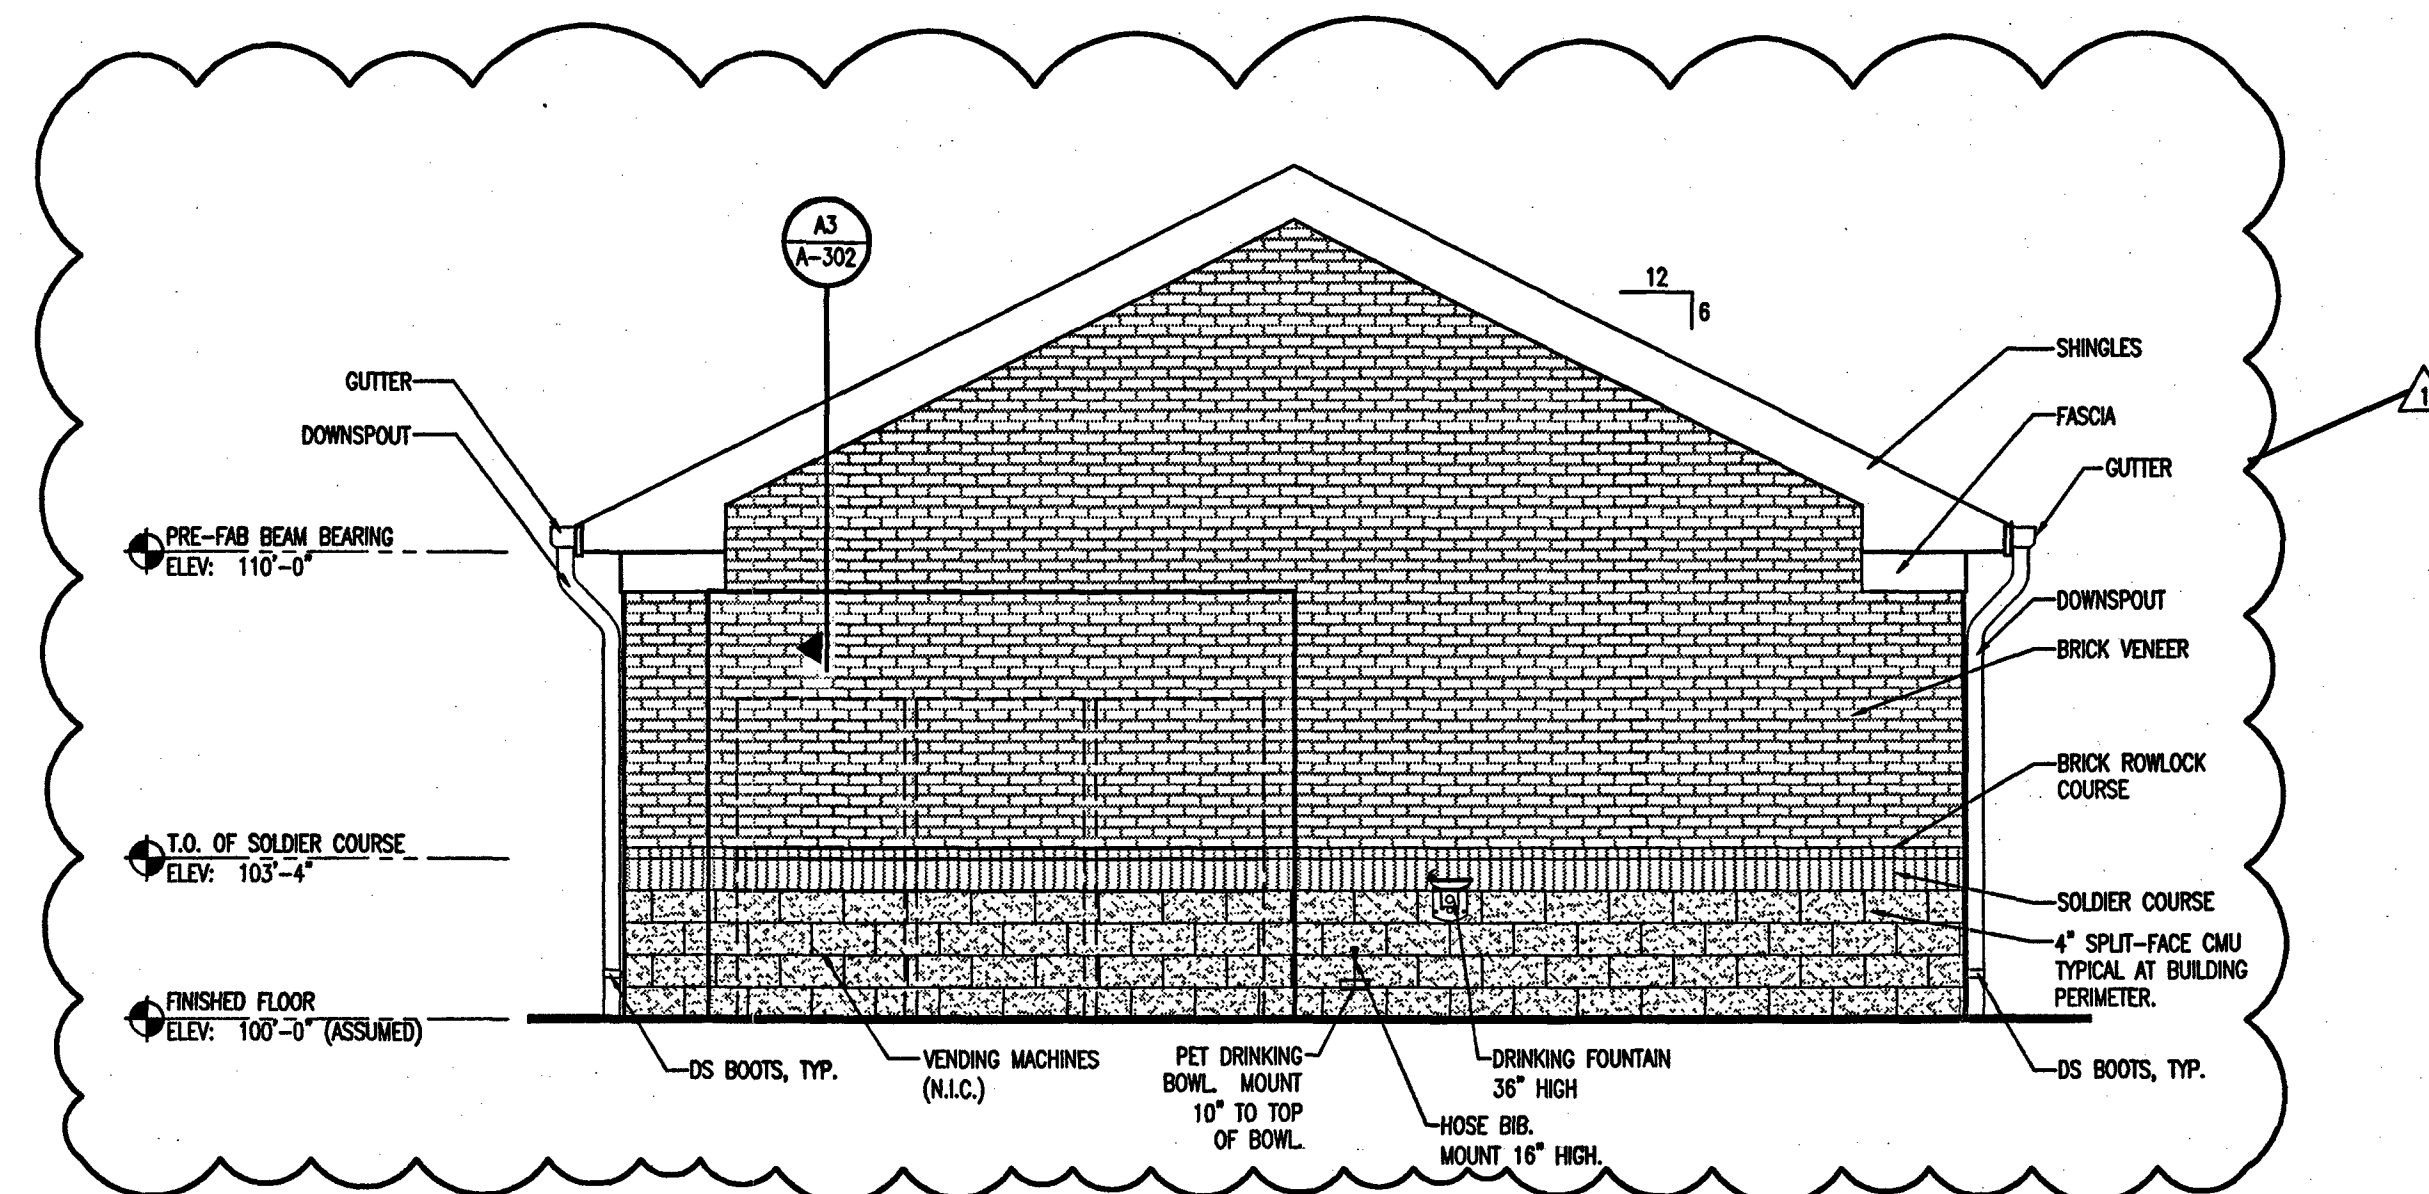 A3
A-302
12
6
SHINGLES
GUTTER
DOWNSPOUT
FASCIA
1
GUTTER
PRE-FAB BEAM BEARING
ELEV: 110'-0"
DOWNSPOUT
BRICK VENEER
BRICK ROWLOCK
COURSE
T.O. OF SOLDIER COURSE
ELEV: 103'-4"
SOLDIER COURSE
4" SPLIT-FACE CMU
TYPICAL AT BUILDING
PERIMETER.
FINISHED FLOOR
ELEV: 100'-0" (ASSUMED)
DS BOOTS, TYP.
VENDING MACHINES
(N.I.C.)
PET DRINKING
BOWL. MOUNT
10" TO TOP
OF BOWL.
DRINKING FOUNTAIN
36" HIGH
HOSE BIB.
MOUNT 16" HIGH.
DS BOOTS, TYP.